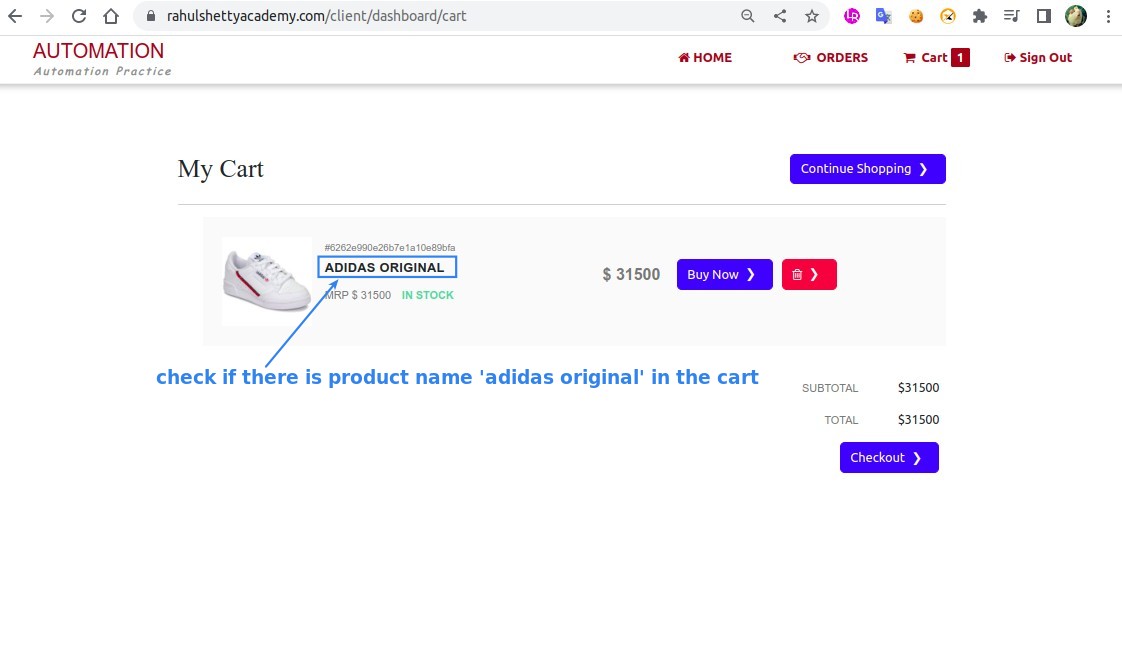 rahulshettyacademy.com/client/dashboard/cart
AUTOMATION
Automation Practice
HOME
ORDERS
Cart 1
Sign Out
My Cart
Continue Shopping ❯
#6262e990e26b7e1a10e89bfa
ADIDAS ORIGINAL
MRP $ 31500 IN STOCK
$ 31500
Buy Now ❯
❯
check if there is product name 'adidas original' in the cart
SUBTOTAL $31500
TOTAL $31500
Checkout ❯